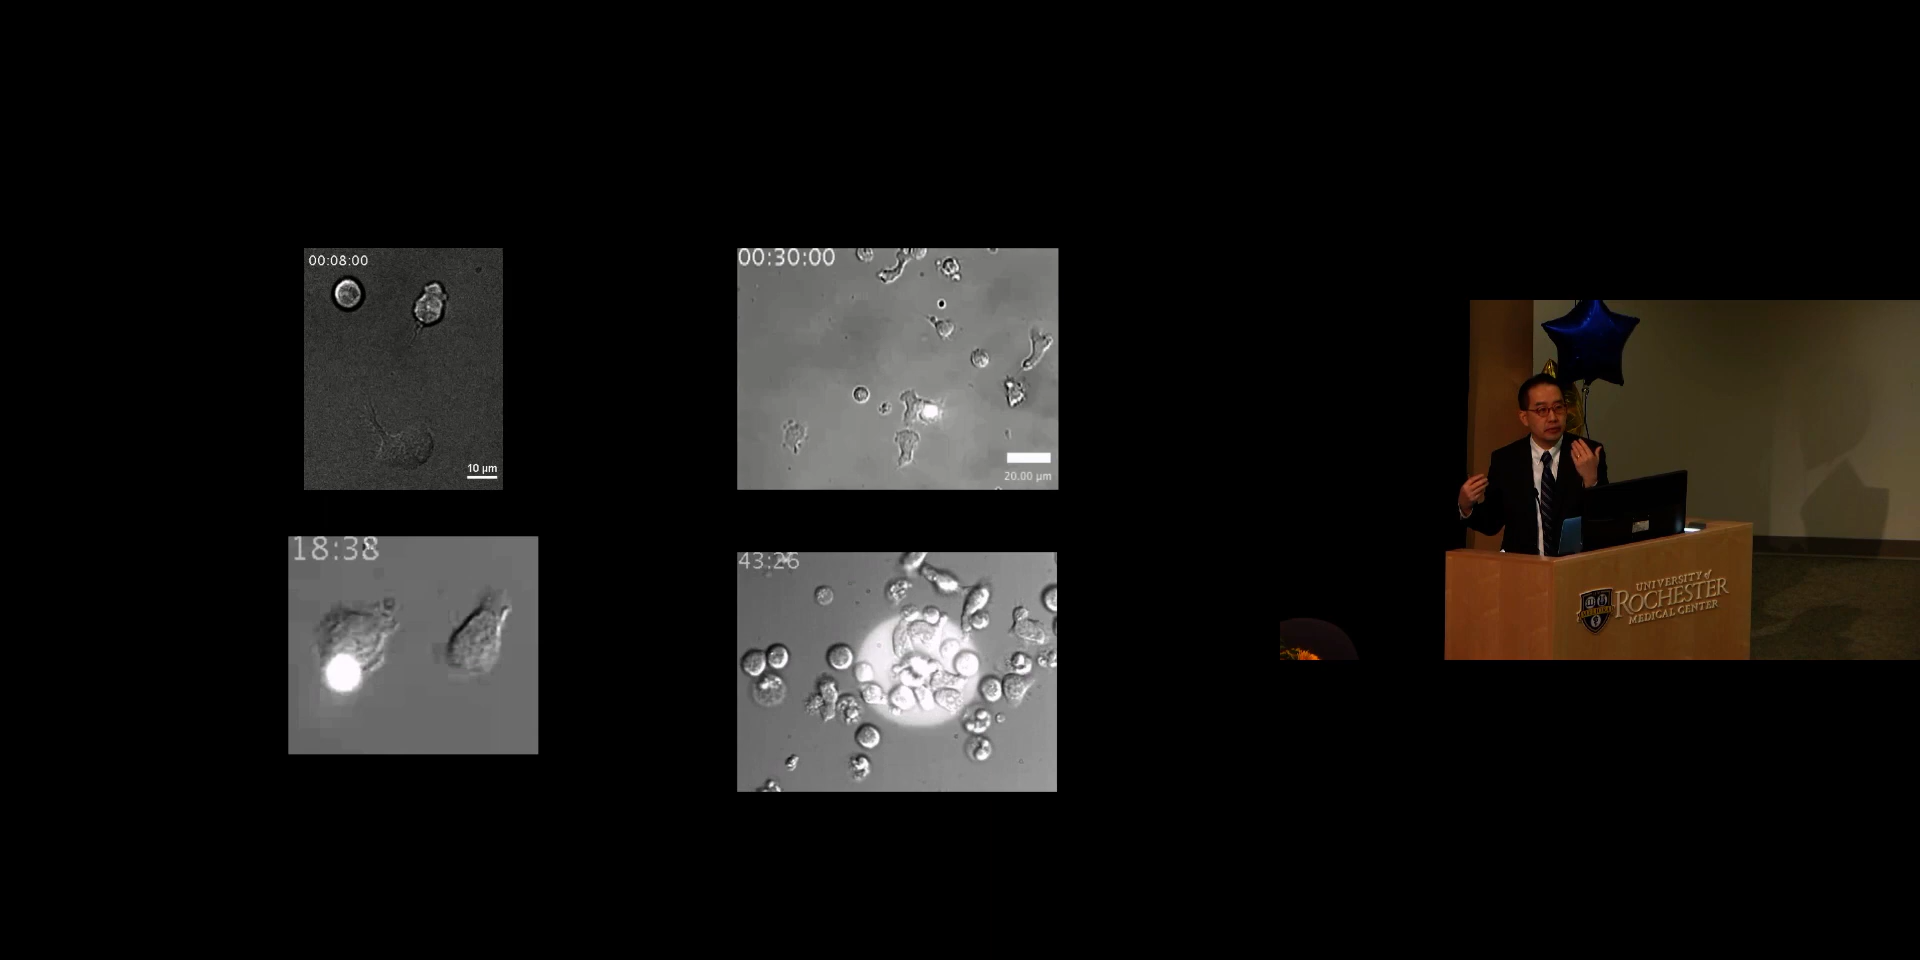 00:08:00
10 µm
00:30:00
20.00 µm
18:38
43:26
UNIVERSITY of
ROCHESTER
MEDICAL CENTER